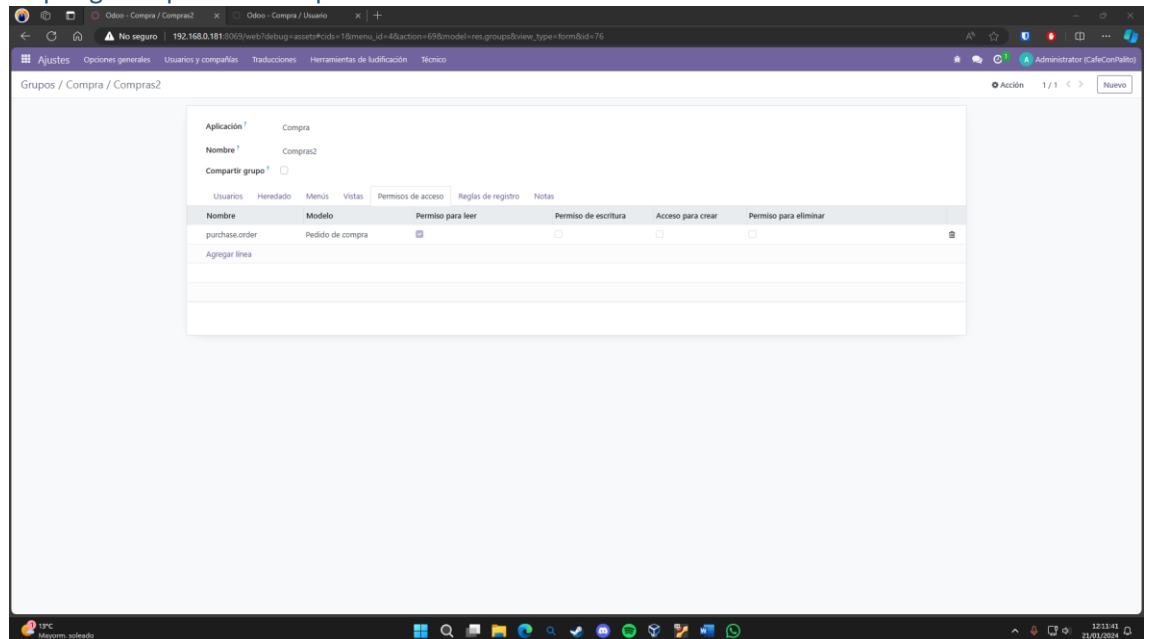 Odoo - Compra / Compras2
Odoo - Compra / Usuario
No seguro
192.168.0.181:8069/web?debug=assets#cids=1&menu_id=4&action=69&model=res.groups&view_type=form&id=76
Ajustes Opciones generales Usuarios y compañías Traducciones Herramientas de ludificación Técnico
1
A Administrator (CafeConPalito)
Grupos / Compra / Compras2
Acción 1 / 1 Nuevo
Aplicación ? Compra
Nombre ? Compras2
Compartir grupo ?
Usuarios Heredado Menús Vistas Permisos de acceso Reglas de registro Notas
Nombre Modelo Permiso para leer Permiso de escritura Acceso para crear Permiso para eliminar
purchase.order Pedido de compra
Agregar línea
1
13°C
Mayorm. soleado
12:11:41
21/01/2024